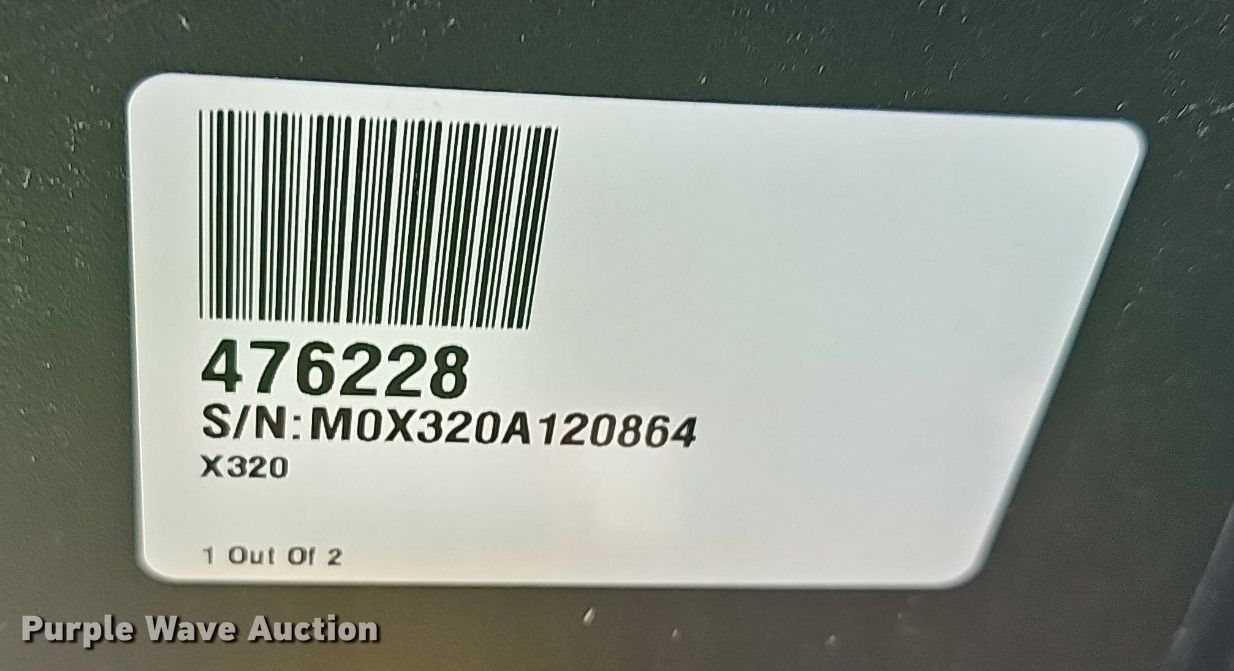 476228
S/N:M0X320A120864
X320
1 Out Of 2
Purple Wave Auction